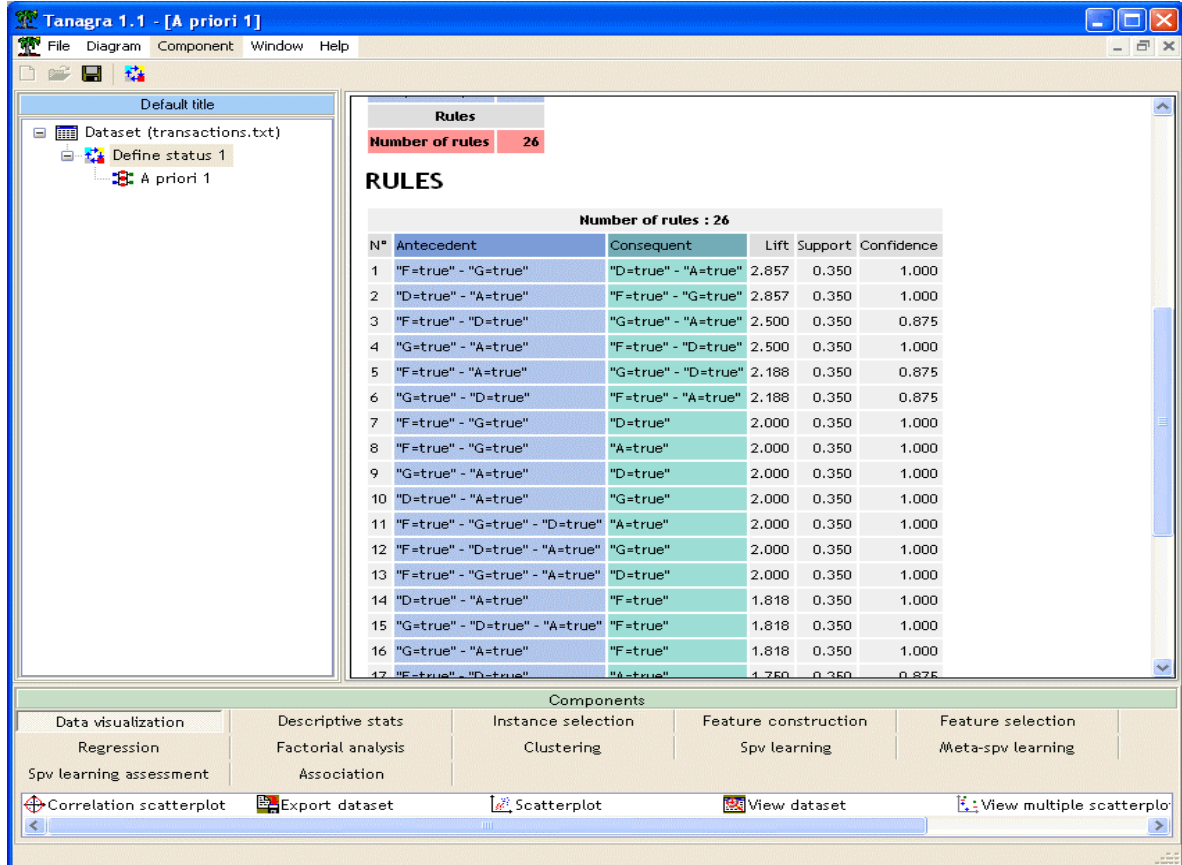 Tanagra 1.1 - [A priori 1]
File Diagram Component Window Help
Default title
Dataset (transactions.txt)
Define status 1
A priori 1
Rules
Number of rules 26
RULES
Number of rules : 26
N° Antecedent Consequent Lift Support Confidence
1 "F=true" - "G=true" "D=true" - "A=true" 2.857 0.350 1.000
2 "D=true" - "A=true" "F=true" - "G=true" 2.857 0.350 1.000
3 "F=true" - "D=true" "G=true" - "A=true" 2.500 0.350 0.875
4 "G=true" - "A=true" "F=true" - "D=true" 2.500 0.350 1.000
5 "F=true" - "A=true" "G=true" - "D=true" 2.188 0.350 0.875
6 "G=true" - "D=true" "F=true" - "A=true" 2.188 0.350 0.875
7 "F=true" - "G=true" "D=true" 2.000 0.350 1.000
8 "F=true" - "G=true" "A=true" 2.000 0.350 1.000
9 "G=true" - "A=true" "D=true" 2.000 0.350 1.000
10 "D=true" - "A=true" "G=true" 2.000 0.350 1.000
11 "F=true" - "G=true" - "D=true" "A=true" 2.000 0.350 1.000
12 "F=true" - "D=true" - "A=true" "G=true" 2.000 0.350 1.000
13 "F=true" - "G=true" - "A=true" "D=true" 2.000 0.350 1.000
14 "D=true" - "A=true" "F=true" 1.818 0.350 1.000
15 "G=true" - "D=true" - "A=true" "F=true" 1.818 0.350 1.000
16 "G=true" - "A=true" "F=true" 1.818 0.350 1.000
17 "F=true" - "D=true" "A=true" 1.750 0.350 0.875
Components
Data visualization Descriptive stats Instance selection Feature construction Feature selection
Regression Factorial analysis Clustering Spv learning Meta-spv learning
Spv learning assessment Association
Correlation scatterplot Export dataset Scatterplot View dataset View multiple scatterplo